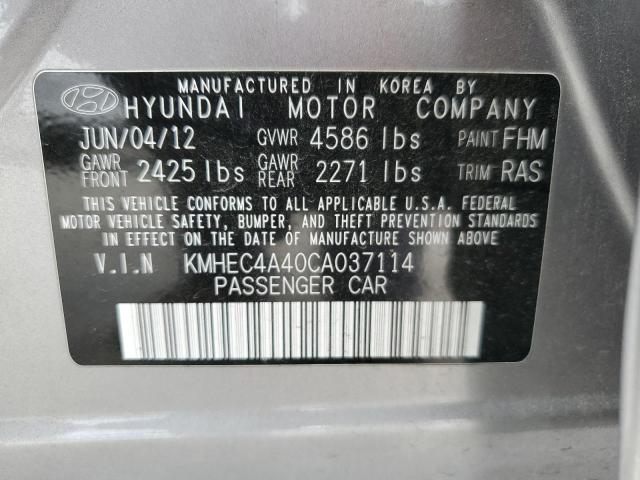 MANUFACTURED IN KOREA BY
HYUNDAI MOTOR COMPANY
JUN/04/12 GVWR 4586 lbs PAINT FHM
GAWR FRONT 2425 lbs GAWR REAR 2271 lbs TRIM RAS
THIS VEHICLE CONFORMS TO ALL APPLICABLE U.S.A. FEDERAL
MOTOR VEHICLE SAFETY, BUMPER, AND THEFT PREVENTION STANDARDS
IN EFFECT ON THE DATE OF MANUFACTURE SHOWN ABOVE
V.I.N KMHEC4A40CA037114
PASSENGER CAR